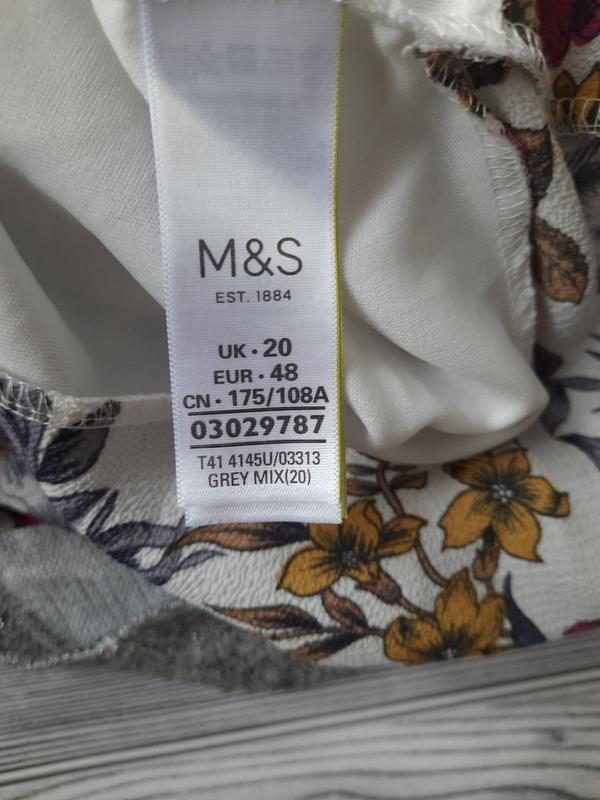 M&S
EST. 1884
UK · 20
EUR · 48
CN · 175/108A
03029787
T41 4145U/03313
GREY MIX(20)